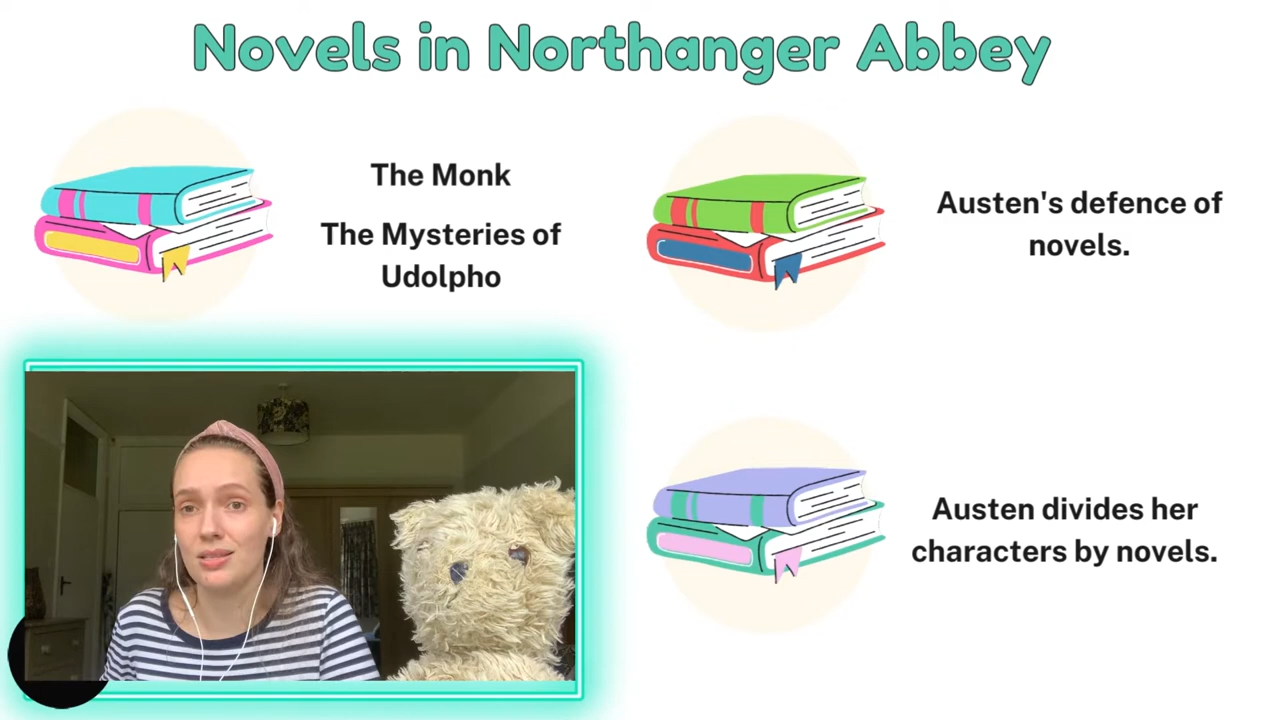 Novels in Northanger Abbey
The Monk
The Mysteries of
Udolpho
Austen's defence of
novels.
Austen divides her
characters by novels.